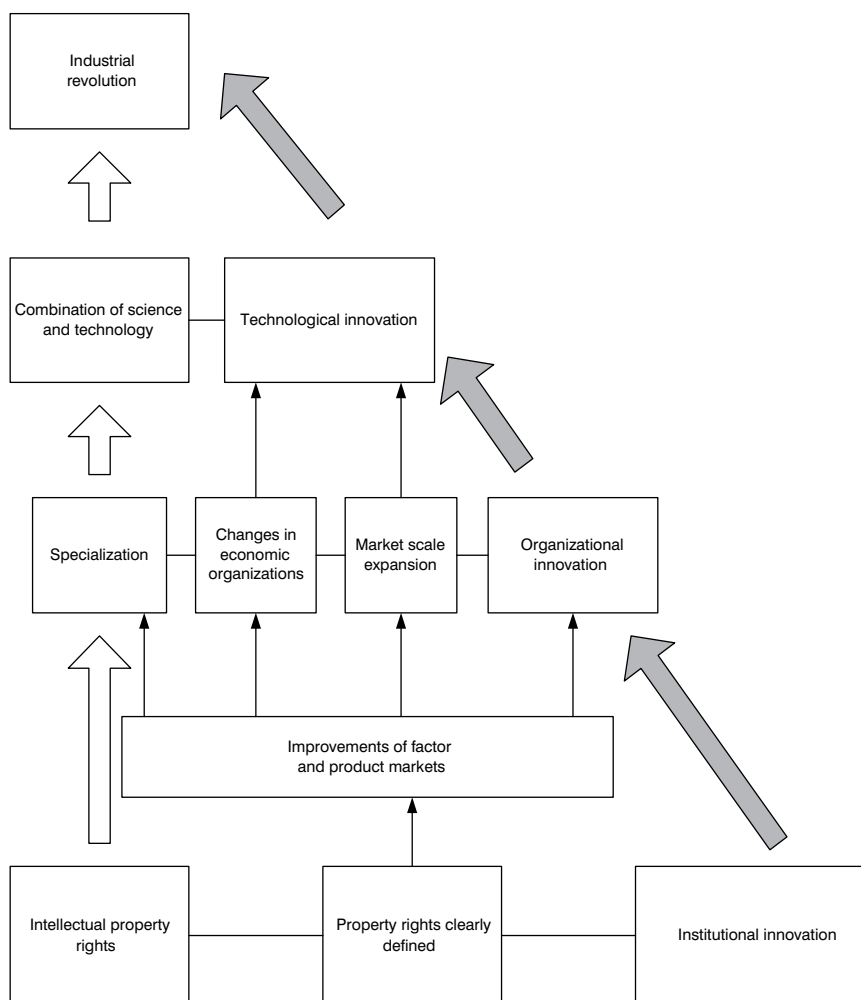 Industrial
revolution
Combination of science
and technology
Technological innovation
Specialization
Changes in
economic
organizations
Market scale
expansion
Organizational
innovation
Improvements of factor
and product markets
Intellectual property
rights
Property rights clearly
defined
Institutional innovation